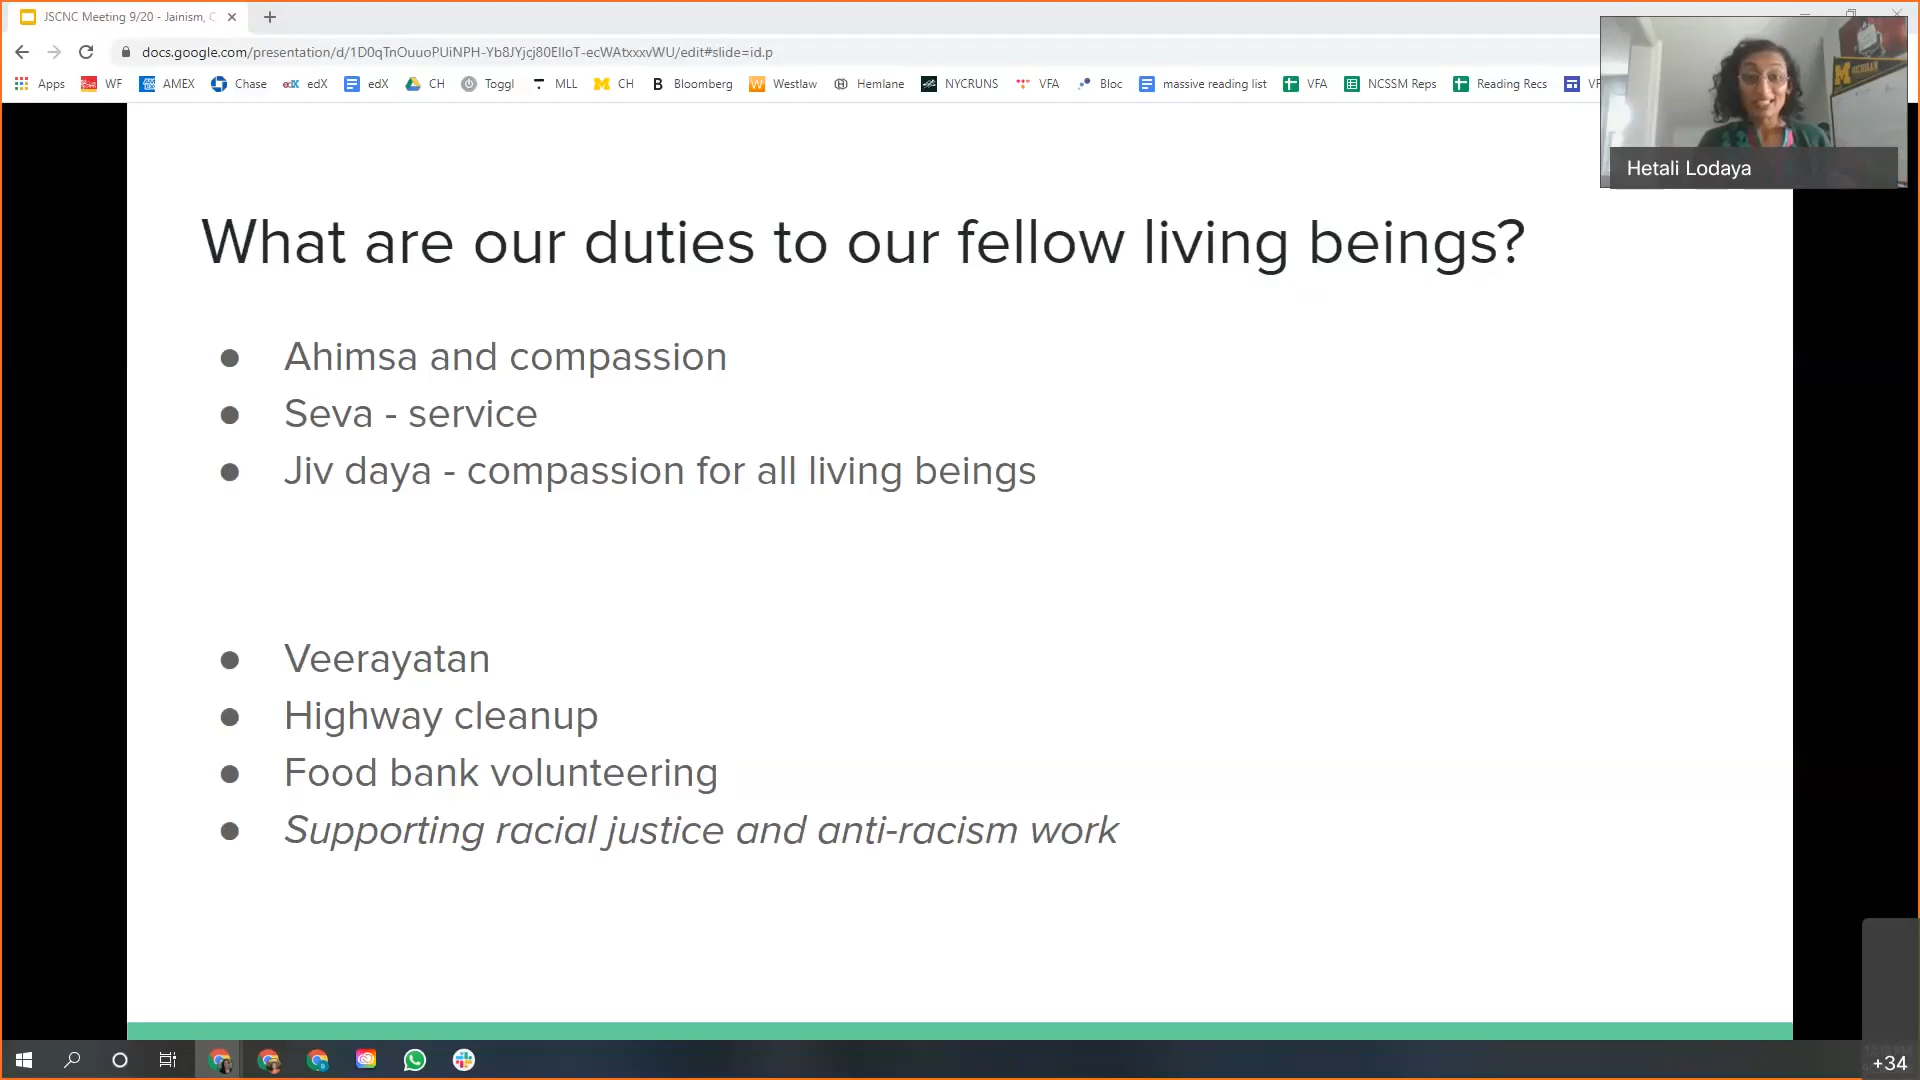 JSCNC Meeting 9/20 - Jainism,
docs.google.com/presentation/d/1D0qTnOuuoPUiNPH-Yb8JYjcj80EIIoT-ecWAtxxxvWU/edit#slide=id.p
Apps WF AMEX Chase edX edX CH Toggl MLL CH Bloomberg Westlaw Hemlane NYCRUNS VFA Bloc massive reading list VFA NCSSM Reps Reading Recs
MICHIGAN
Hetali Lodaya
What are our duties to our fellow living beings?
● Ahimsa and compassion
● Seva - service
● Jiv daya - compassion for all living beings
● Veerayatan
● Highway cleanup
● Food bank volunteering
● Supporting racial justice and anti-racism work
+34